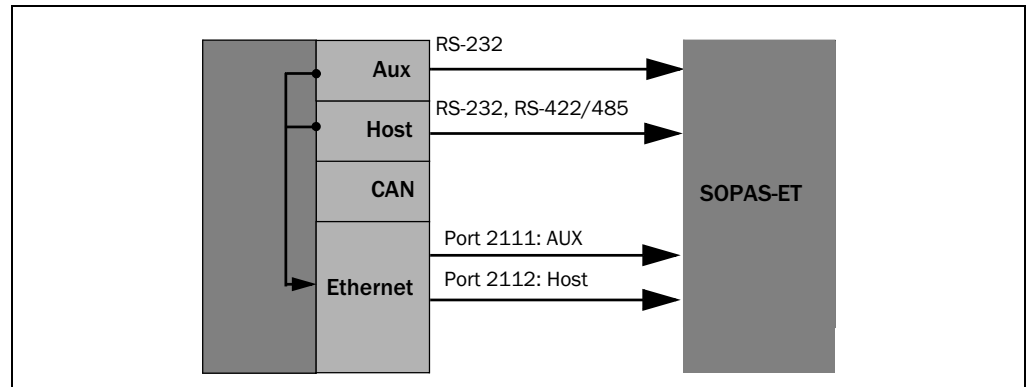 RS-232
Aux
RS-232, RS-422/485
Host
CAN
SOPAS-ET
Port 2111: AUX
Port 2112: Host
Ethernet